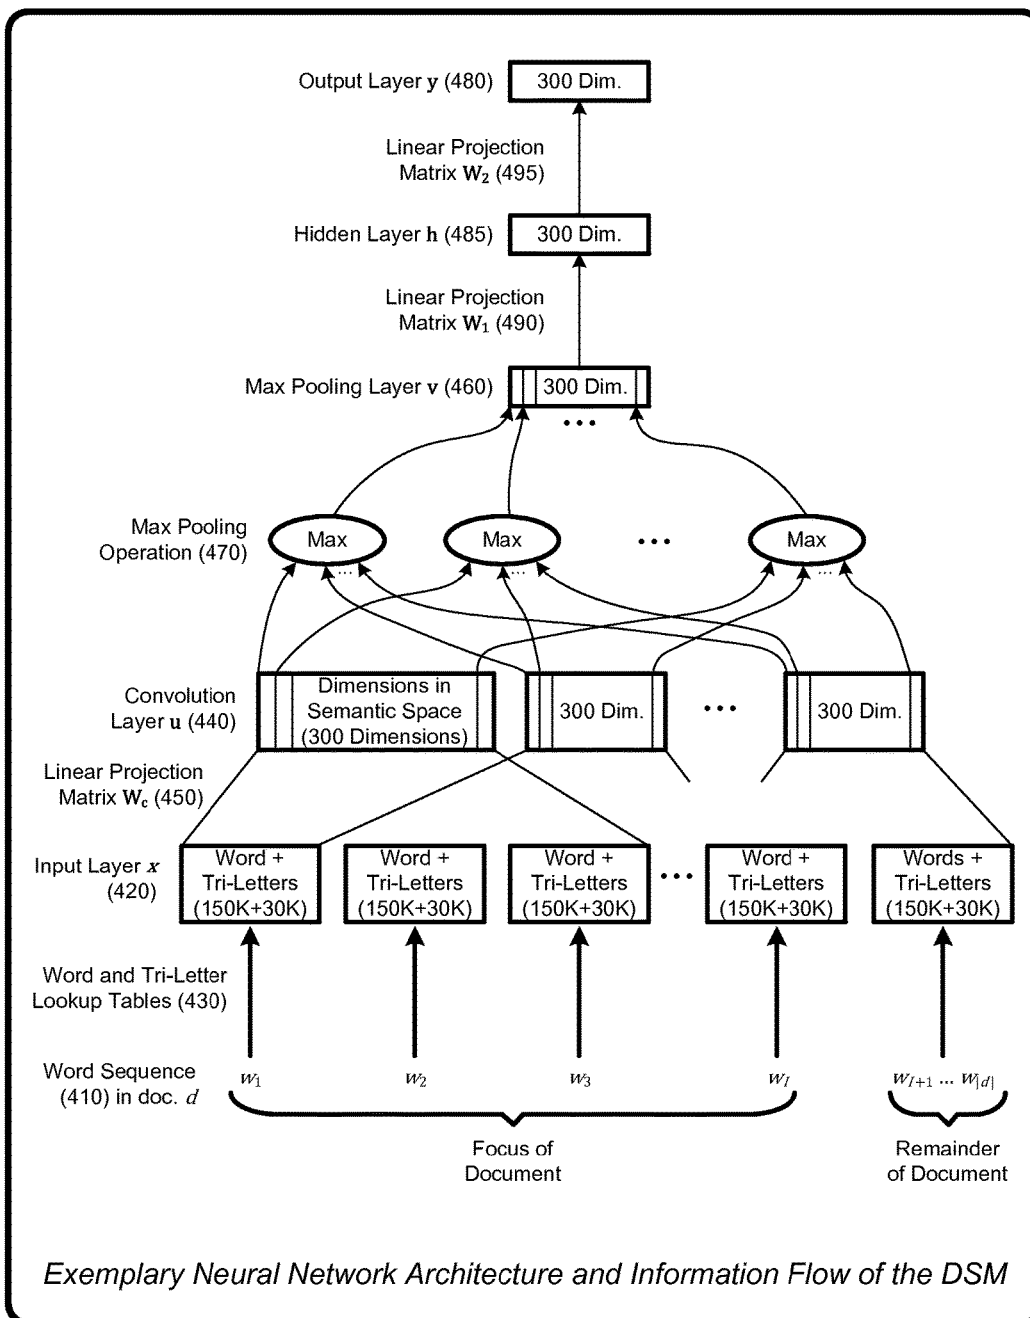 Output Layer y (480)
300 Dim.
Linear Projection
Matrix W₂ (495)
Hidden Layer h (485)
300 Dim.
Linear Projection
Matrix W₁ (490)
Max Pooling Layer v (460)
300 Dim.
...
Max Pooling
Operation (470)
Max
...
Max
...
...
Max
...
Convolution
Layer u (440)
Dimensions in
Semantic Space
(300 Dimensions)
300 Dim.
...
300 Dim.
Linear Projection
Matrix W_c (450)
Input Layer x
(420)
Word +
Tri-Letters
(150K+30K)
Word +
Tri-Letters
(150K+30K)
Word +
Tri-Letters
(150K+30K)
...
Word +
Tri-Letters
(150K+30K)
Words +
Tri-Letters
(150K+30K)
Word and Tri-Letter
Lookup Tables (430)
Word Sequence
(410) in doc. d
w₁
w₂
w₃
w_I
w_{I+1} ... w_{|d|}
Focus of
Document
Remainder
of Document
Exemplary Neural Network Architecture and Information Flow of the DSM